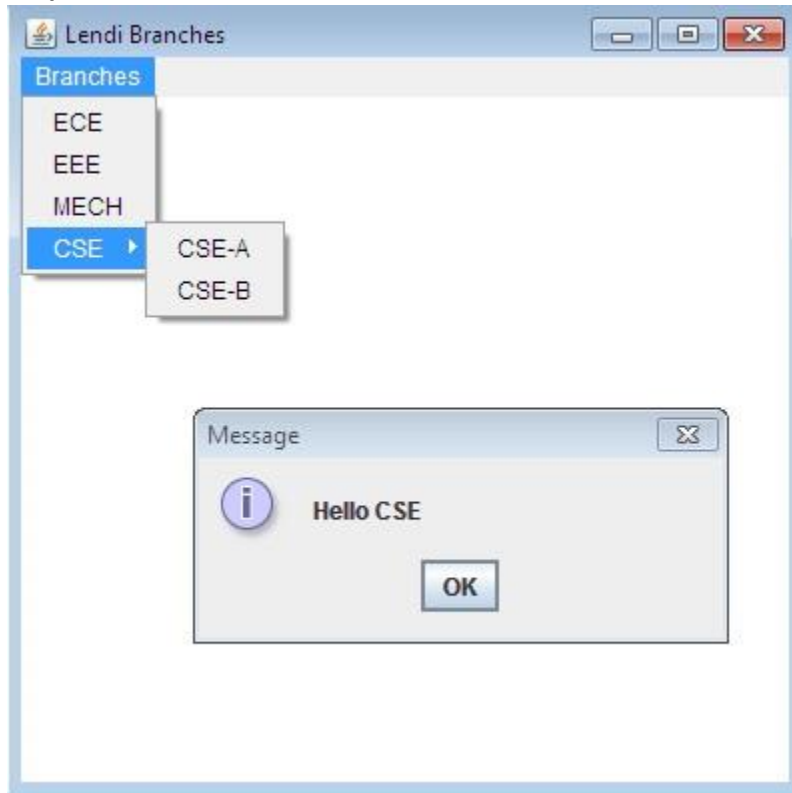 Lendi Branches
Branches
ECE
EEE
MECH
CSE
CSE-A
CSE-B
Message
Hello CSE
OK